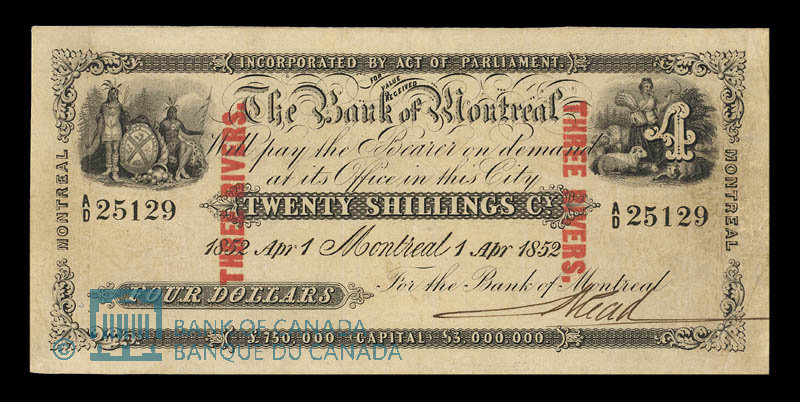 INCORPORATED BY ACT OF PARLIAMENT.
FOR VALUE RECEIVED
The Bank of Montreal
Will pay the Bearer on demand
at its Office in this City
TWENTY SHILLINGS CY
4
A/D 25129
A/D 25129
1852 Apr 1 Montreal 1 Apr 1852
For the Bank of Montreal
FOUR DOLLARS
£750,000 CAPITAL $3,000,000.
MONTREAL
MONTREAL
THREE RIVERS.
THREE RIVERS.
© BANK OF CANADA
BANQUE DU CANADA